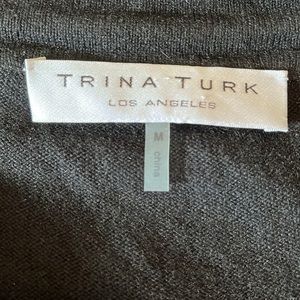 TRINA TURK
LOS ANGELES
M
china